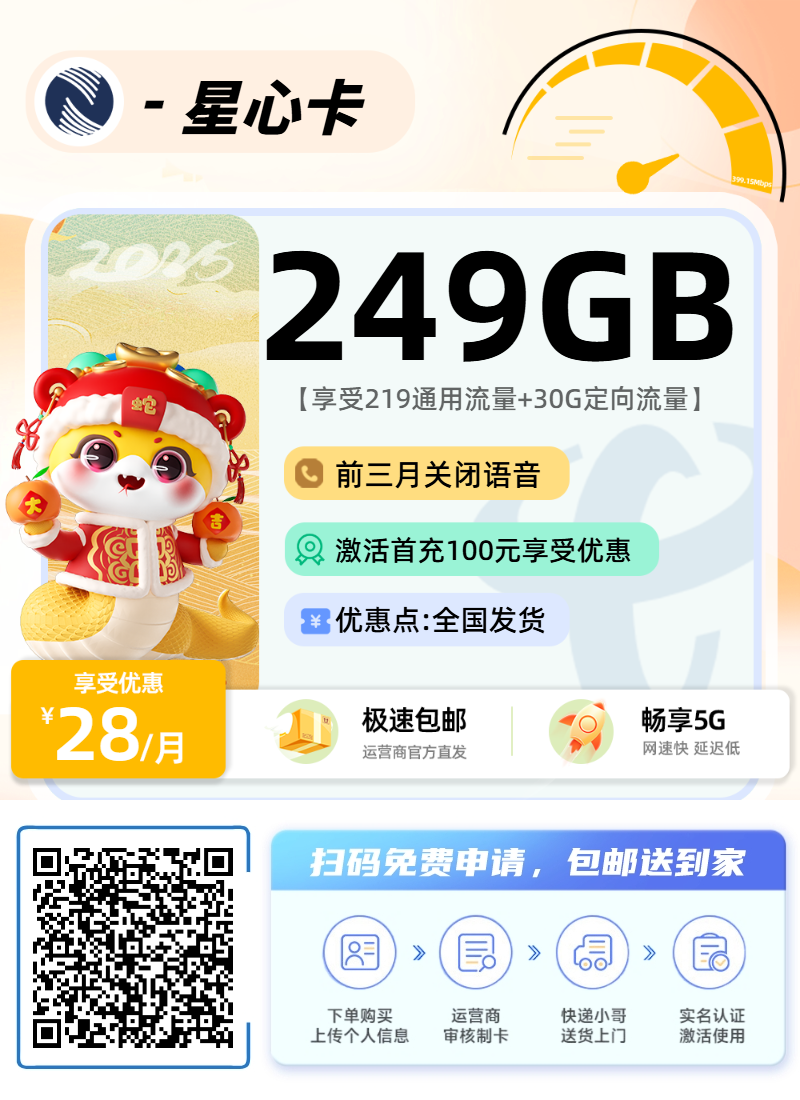 - 星心卡
399.15Mbps
2025
249GB
【享受219通用流量+30G定向流量】
蛇
大
吉
前三月关闭语音
激活首充100元享受优惠
¥优惠点:全国发货
享受优惠
¥28/月
极速包邮
运营商官方直发
畅享5G
网速快 延迟低
扫码免费申请，包邮送到家
下单购买
上传个人信息
运营商
审核制卡
快递小哥
送货上门
实名认证
激活使用